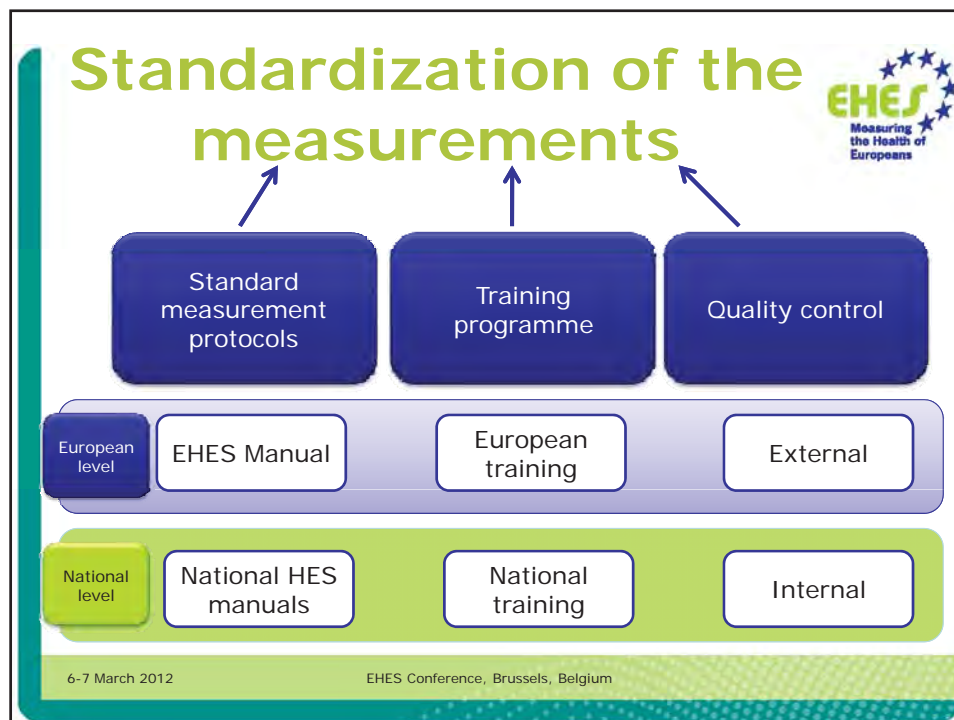 Standardization of the
measurements
EHES
Measuring
the Health of
Europeans
Standard
measurement
protocols
Training
programme
Quality control
European
level
EHES Manual
European
training
External
National
level
National HES
manuals
National
training
Internal
6-7 March 2012
EHES Conference, Brussels, Belgium